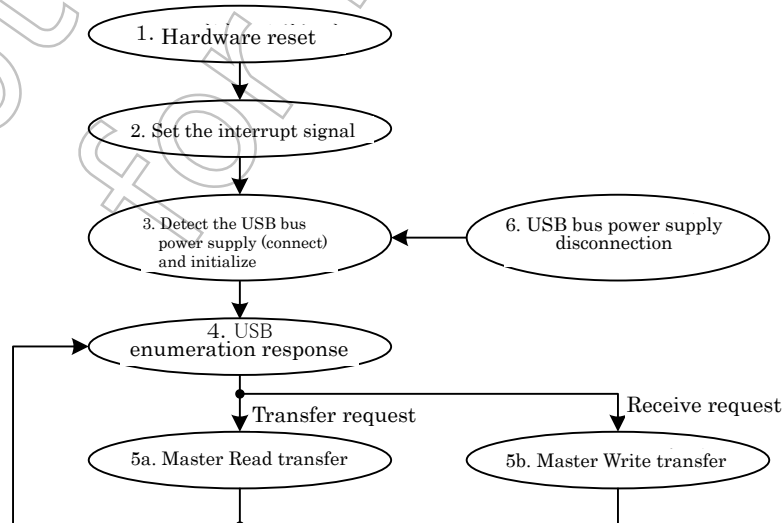 1. Hardware reset
2. Set the interrupt signal
3. Detect the USB bus
power supply (connect)
and initialize
6. USB bus power supply
disconnection
4. USB
enumeration response
Transfer request
Receive request
5a. Master Read transfer
5b. Master Write transfer
for